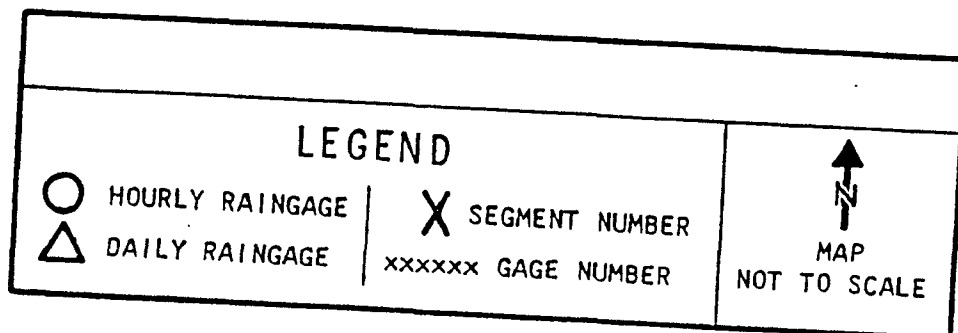 LEGEND
HOURLY RAINGAGE
DAILY RAINGAGE
X SEGMENT NUMBER
xxxxxx GAGE NUMBER
N
MAP
NOT TO SCALE